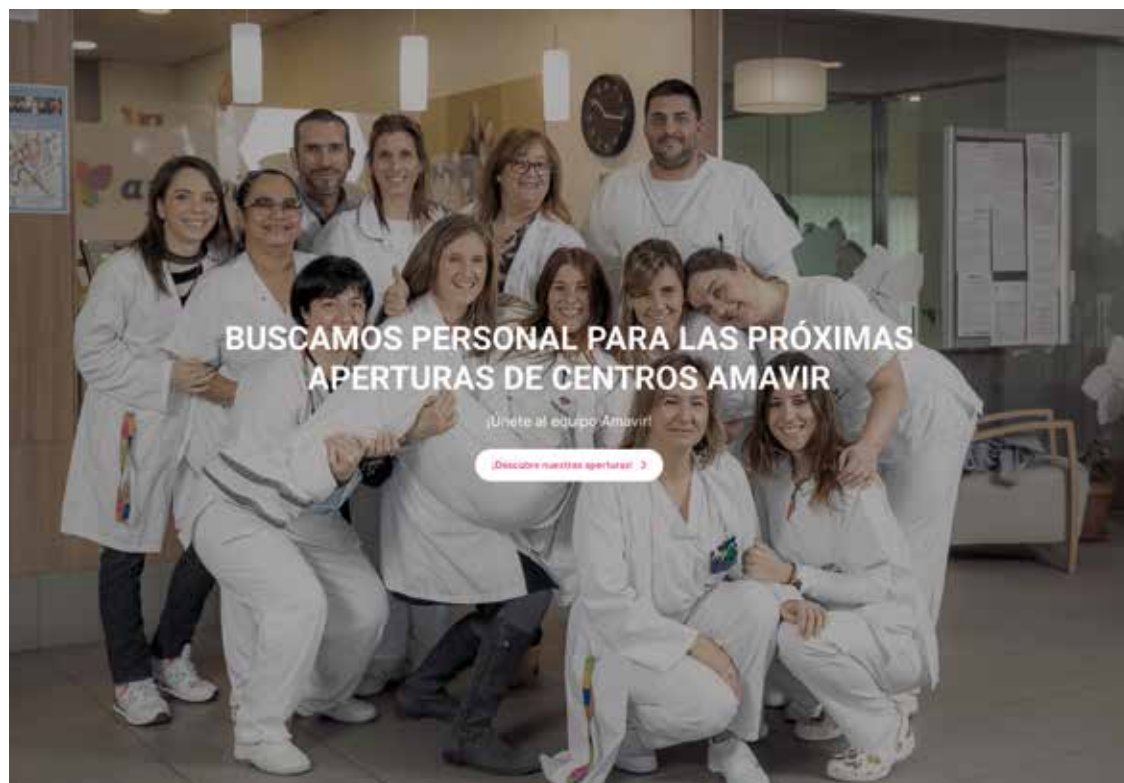 BUSCAMOS PERSONAL PARA LAS PRÓXIMAS
APERTURAS DE CENTROS AMAVIR
¡Únete al equipo Amavir!
¡Descubre nuestras aperturas!